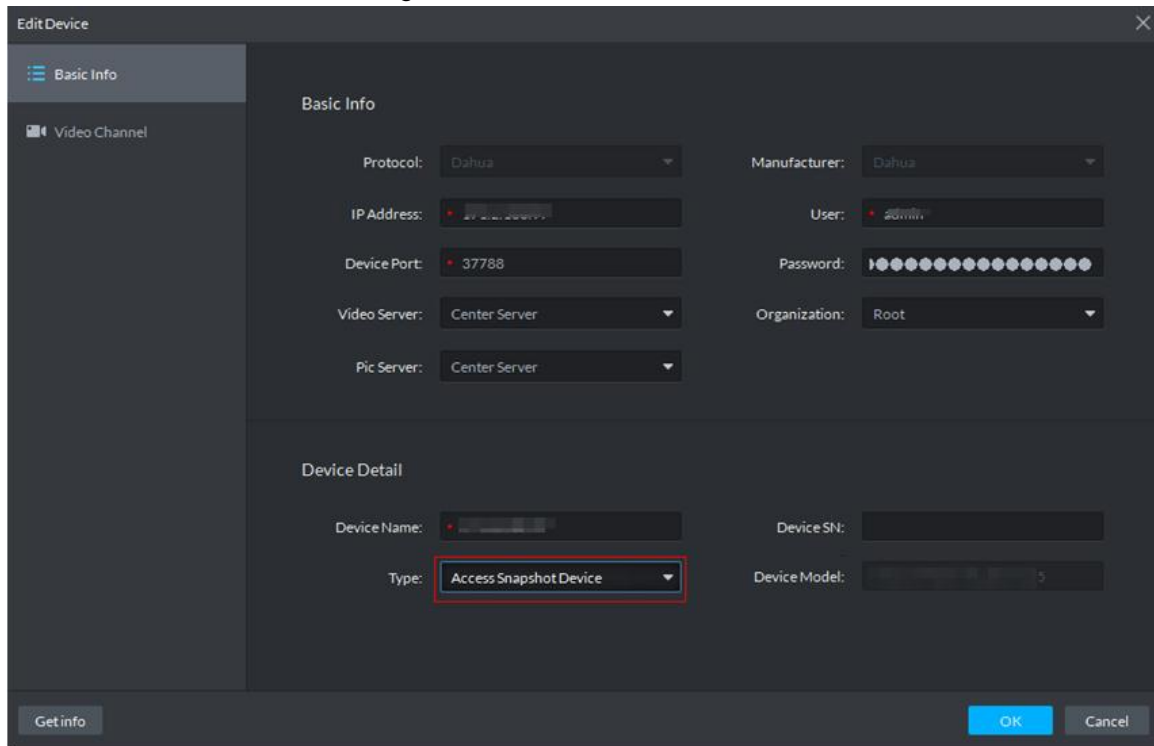 Edit Device
Basic Info
Video Channel
Basic Info
Protocol: Dahua Manufacturer: Dahua
IP Address: * User: * admin
Device Port: * 37788 Password:
Video Server: Center Server Organization: Root
Pic Server: Center Server
Device Detail
Device Name: * Device SN:
Type: Access Snapshot Device Device Model: 5
Get info OK Cancel